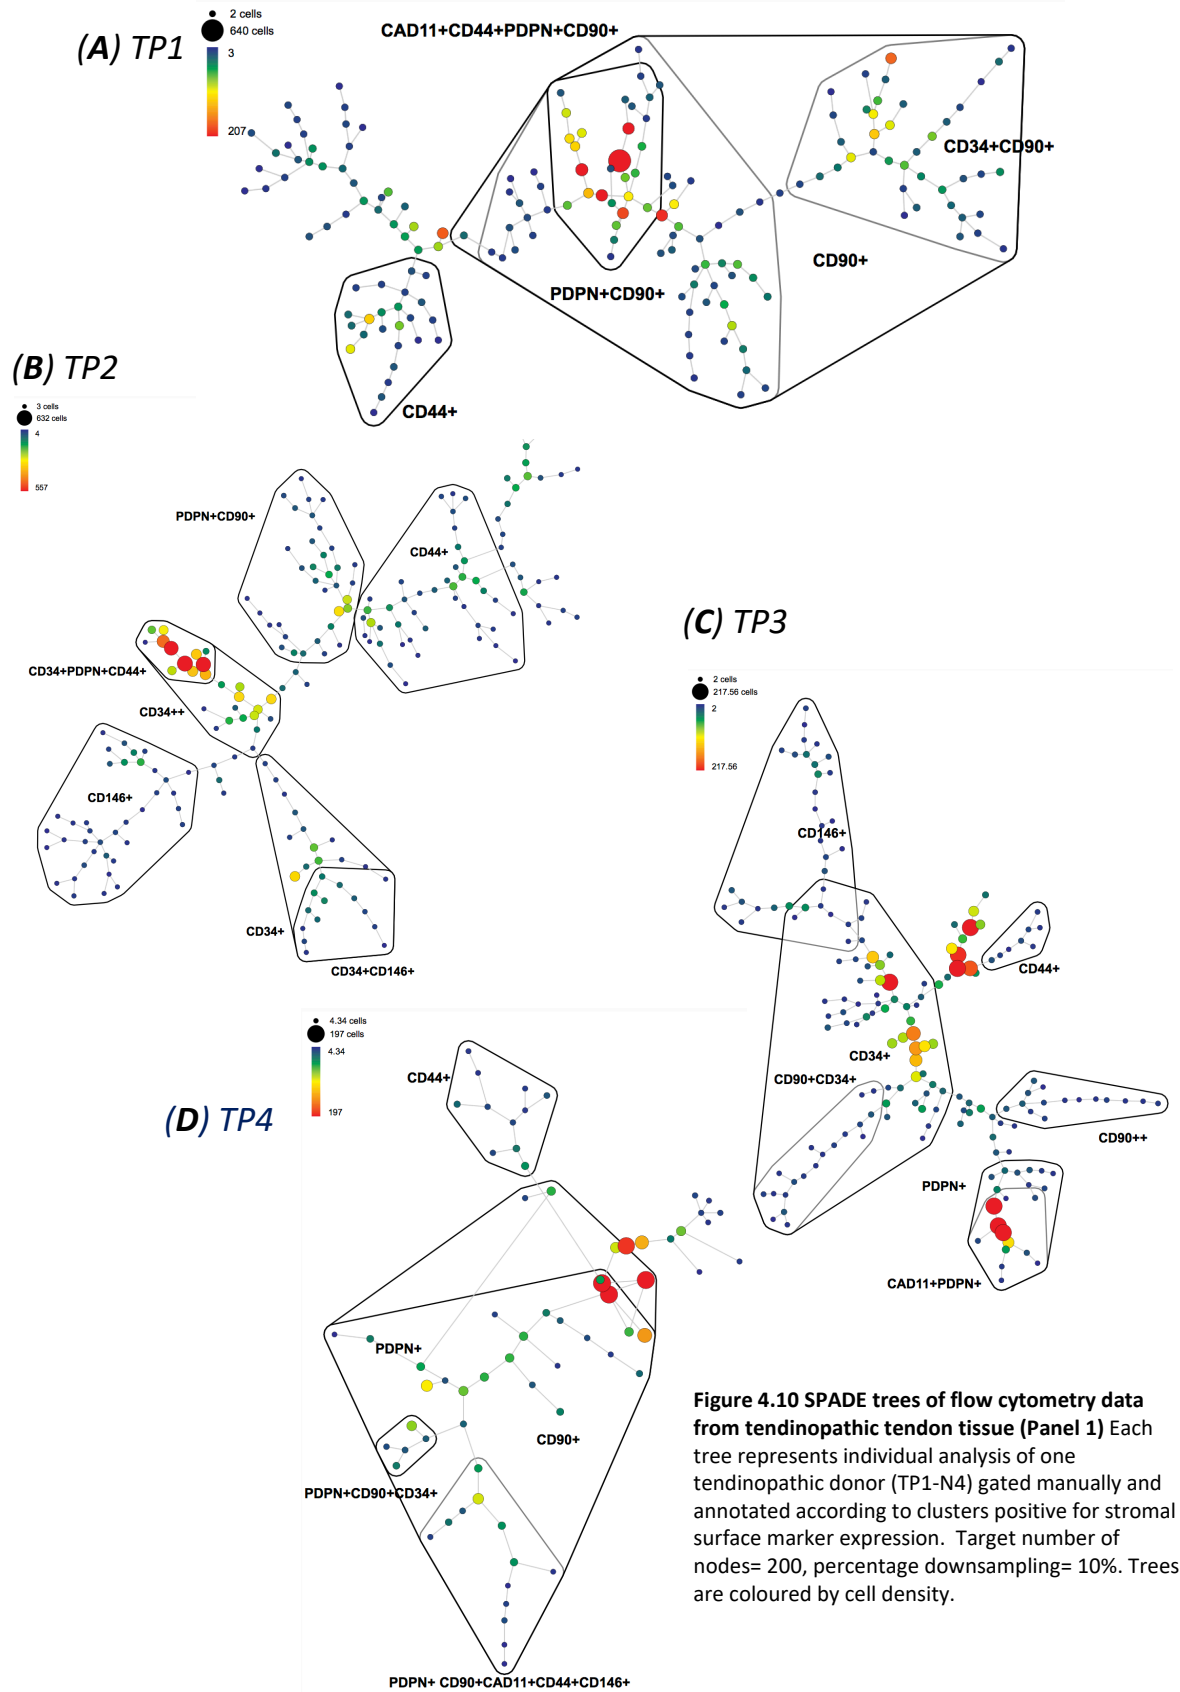 (A) TP1
2 cells
640 cells
3
207
CAD11+CD44+PDPN+CD90+
CD34+CD90+
CD90+
PDPN+CD90+
CD44+
(B) TP2
3 cells
632 cells
4
557
PDPN+CD90+
CD44+
CD34+PDPN+CD44+
CD34++
CD146+
CD34+
CD34+CD146+
(C) TP3
2 cells
217.56 cells
2
217.56
CD146+
CD44+
CD34+
CD90+CD34+
CD90++
PDPN+
CAD11+PDPN+
(D) TP4
4.34 cells
197 cells
4.34
197
CD44+
PDPN+
CD90+
PDPN+CD90+CD34+
PDPN+ CD90+CAD11+CD44+CD146+
Figure 4.10 SPADE trees of flow cytometry data
from tendinopathic tendon tissue (Panel 1) Each
tree represents individual analysis of one
tendinopathic donor (TP1-N4) gated manually and
annotated according to clusters positive for stromal
surface marker expression. Target number of
nodes= 200, percentage downsampling= 10%. Trees
are coloured by cell density.